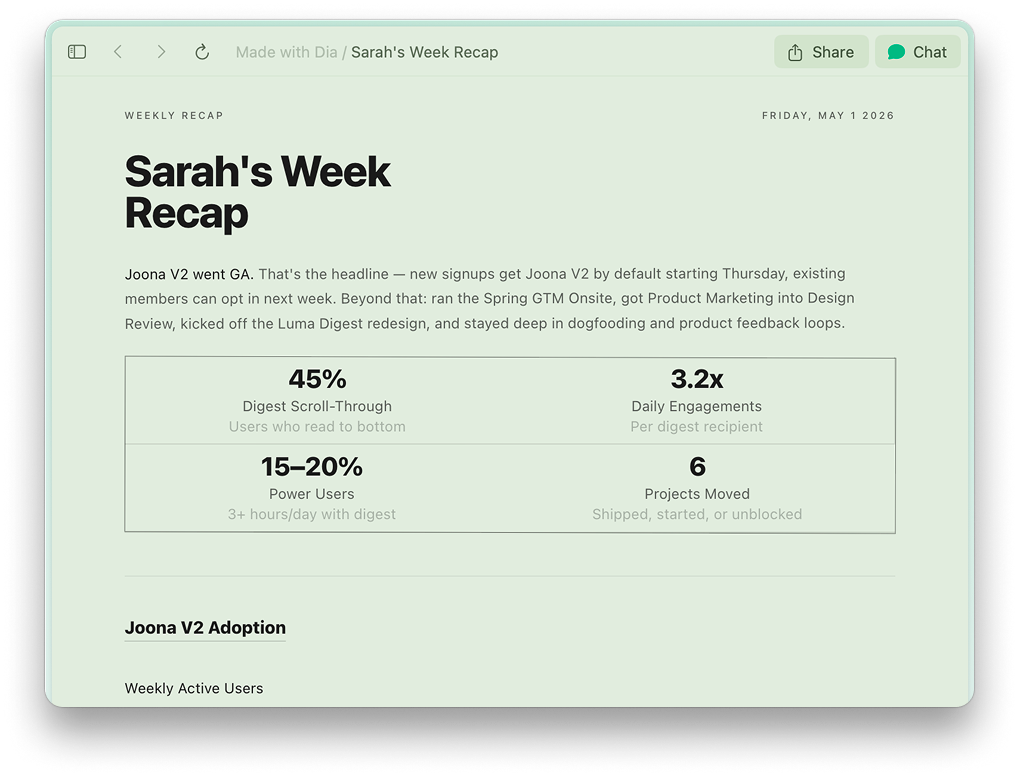 Made with Dia / Sarah's Week Recap
Share
Chat
WEEKLY RECAP
FRIDAY, MAY 1 2026
Sarah's Week
Recap
Joona V2 went GA. That's the headline — new signups get Joona V2 by default starting Thursday, existing
members can opt in next week. Beyond that: ran the Spring GTM Onsite, got Product Marketing into Design
Review, kicked off the Luma Digest redesign, and stayed deep in dogfooding and product feedback loops.
45%
Digest Scroll-Through
Users who read to bottom
3.2x
Daily Engagements
Per digest recipient
15–20%
Power Users
3+ hours/day with digest
6
Projects Moved
Shipped, started, or unblocked
Joona V2 Adoption
Weekly Active Users